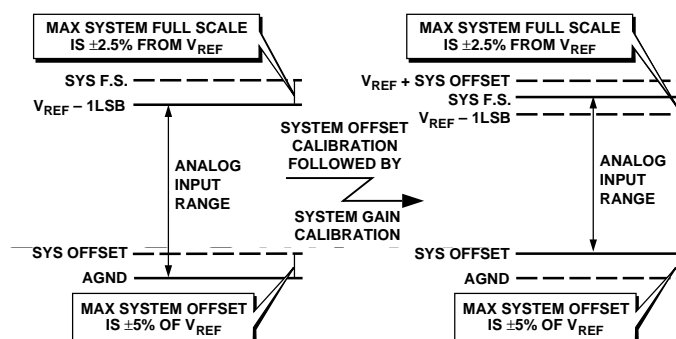 MAX SYSTEM FULL SCALE
IS ±2.5% FROM VREF
SYS F.S.
VREF – 1LSB
ANALOG
INPUT
RANGE
SYS OFFSET
AGND
MAX SYSTEM OFFSET
IS ±5% OF VREF
SYSTEM OFFSET
CALIBRATION
FOLLOWED BY
SYSTEM GAIN
CALIBRATION
MAX SYSTEM FULL SCALE
IS ±2.5% FROM VREF
VREF + SYS OFFSET
SYS F.S.
VREF – 1LSB
ANALOG
INPUT
RANGE
SYS OFFSET
AGND
MAX SYSTEM OFFSET
IS ±5% OF VREF